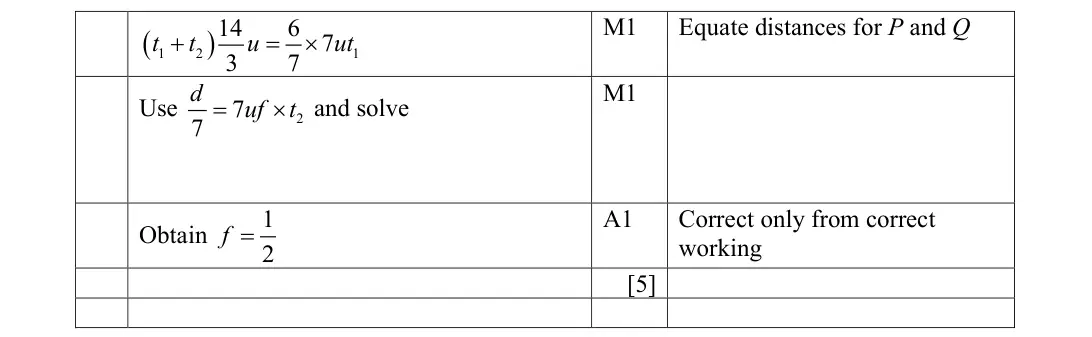 (t₁ + t₂) 14/3 u = 6/7 × 7ut₁ M1 Equate distances for P and Q
Use d/7 = 7uf × t₂ and solve M1
Obtain f = 1/2 A1 Correct only from correct
working
[5]